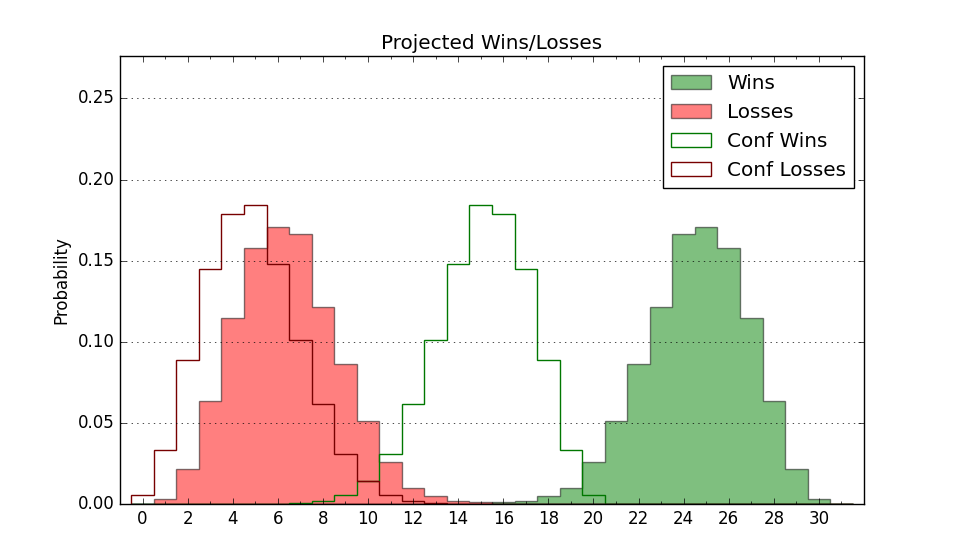 Projected Wins/Losses
Wins
Losses
Conf Wins
Conf Losses
Probability
0.25
0.20
0.15
0.10
0.05
0.00
0 2 4 6 8 10 12 14 16 18 20 22 24 26 28 30